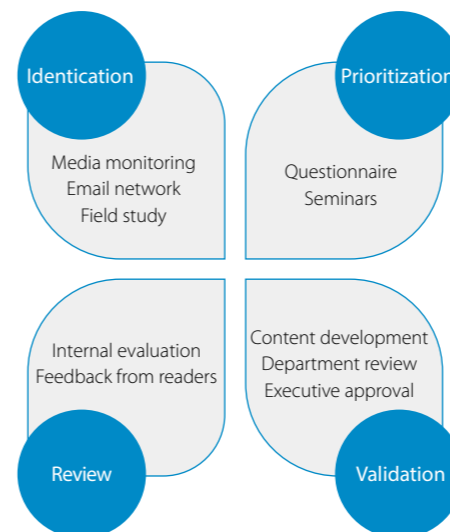 Identication
Media monitoring
Email network
Field study
Prioritization
Questionnaire
Seminars
Internal evaluation
Feedback from readers
Review
Content development
Department review
Executive approval
Validation